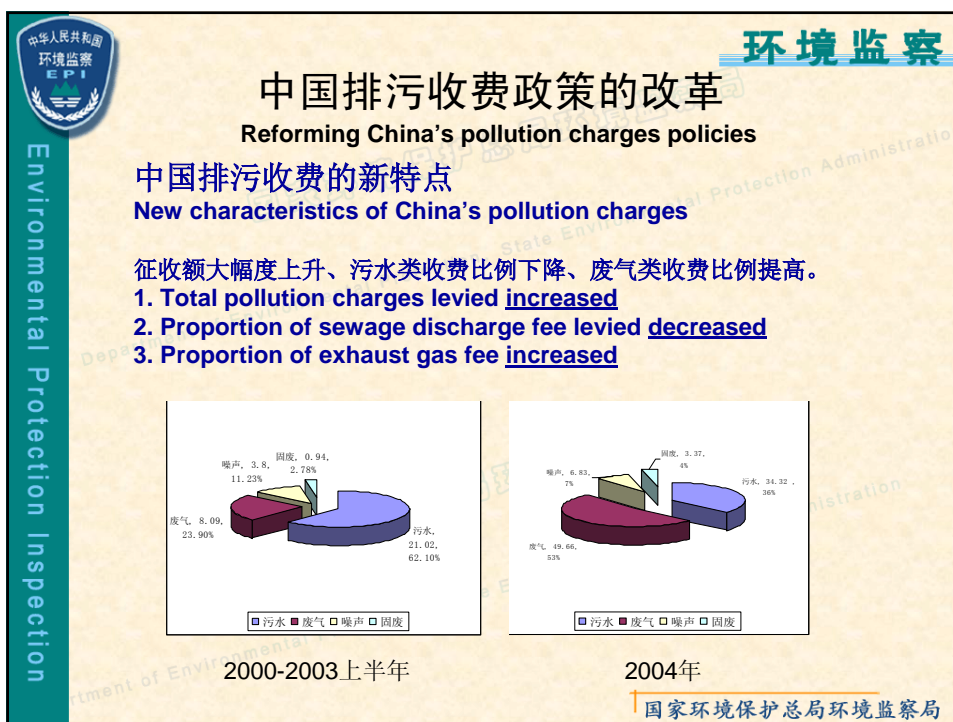 中华人民共和国
环境监察
EPI
环境监察
中国排污收费政策的改革
Reforming China's pollution charges policies
中国排污收费的新特点
New characteristics of China's pollution charges
征收额大幅度上升、污水类收费比例下降、废气类收费比例提高。
1. Total pollution charges levied increased
2. Proportion of sewage discharge fee levied decreased
3. Proportion of exhaust gas fee increased
固废, 0.94,
2.78%
噪声, 3.8,
11.23%
废气, 8.09,
23.90%
污水,
21.02,
62.10%
污水 废气 噪声 固废
2000-2003上半年
固废, 3.37,
4%
噪声, 6.83,
7%
污水, 34.32 ,
36%
废气, 49.66,
53%
污水 废气 噪声 固废
2004年
Environmental Protection Inspection
国家环境保护总局环境监察局